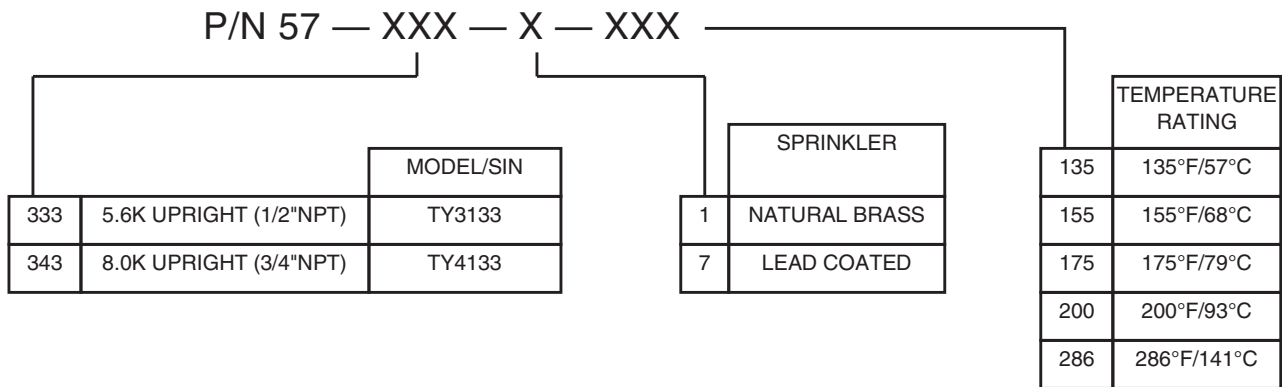 P/N 57 — XXX — X — XXX
MODEL/SIN
333 5.6K UPRIGHT (1/2"NPT) TY3133
343 8.0K UPRIGHT (3/4"NPT) TY4133
SPRINKLER
1 NATURAL BRASS
7 LEAD COATED
TEMPERATURE
RATING
135 135°F/57°C
155 155°F/68°C
175 175°F/79°C
200 200°F/93°C
286 286°F/141°C